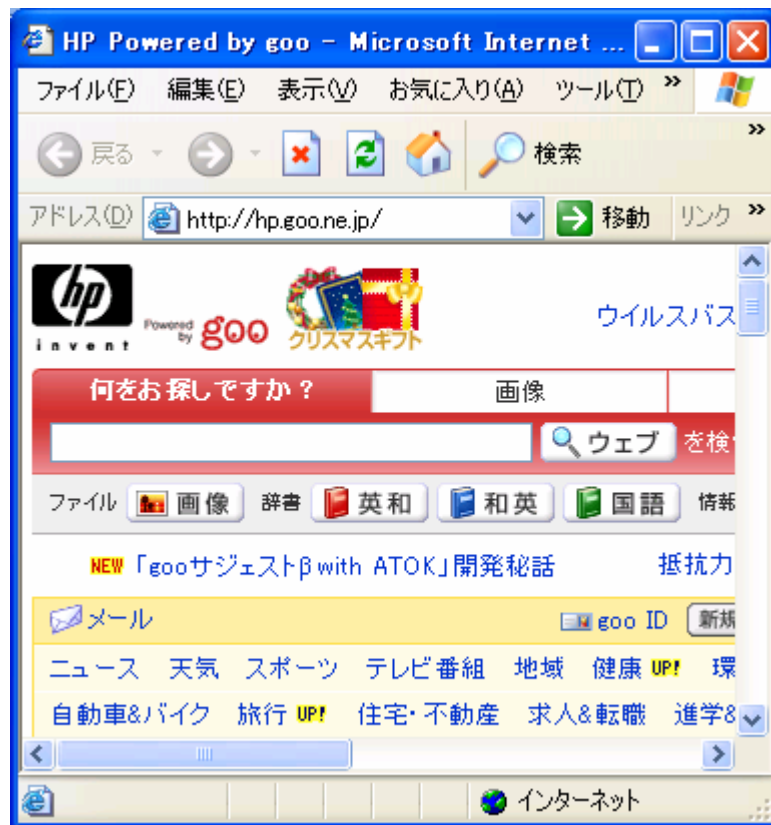 HP Powered by goo - Microsoft Internet ...
ファイル(F) 編集(E) 表示(V) お気に入り(A) ツール(T) »
戻る 検索 »
アドレス(D) http://hp.goo.ne.jp/ 移動 リンク »
hp
invent
Powered by goo
クリスマスギフト
ウイルスバス
何をお探しですか? 画像
ウェブ を検
ファイル 画像 辞書 英和 和英 国語 情報
NEW 「gooサジェストβ with ATOK」開発秘話 抵抗力
メール goo ID 新規
ニュース 天気 スポーツ テレビ番組 地域 健康 UP! 環
自動車&バイク 旅行 UP! 住宅・不動産 求人&転職 進学&
インターネット